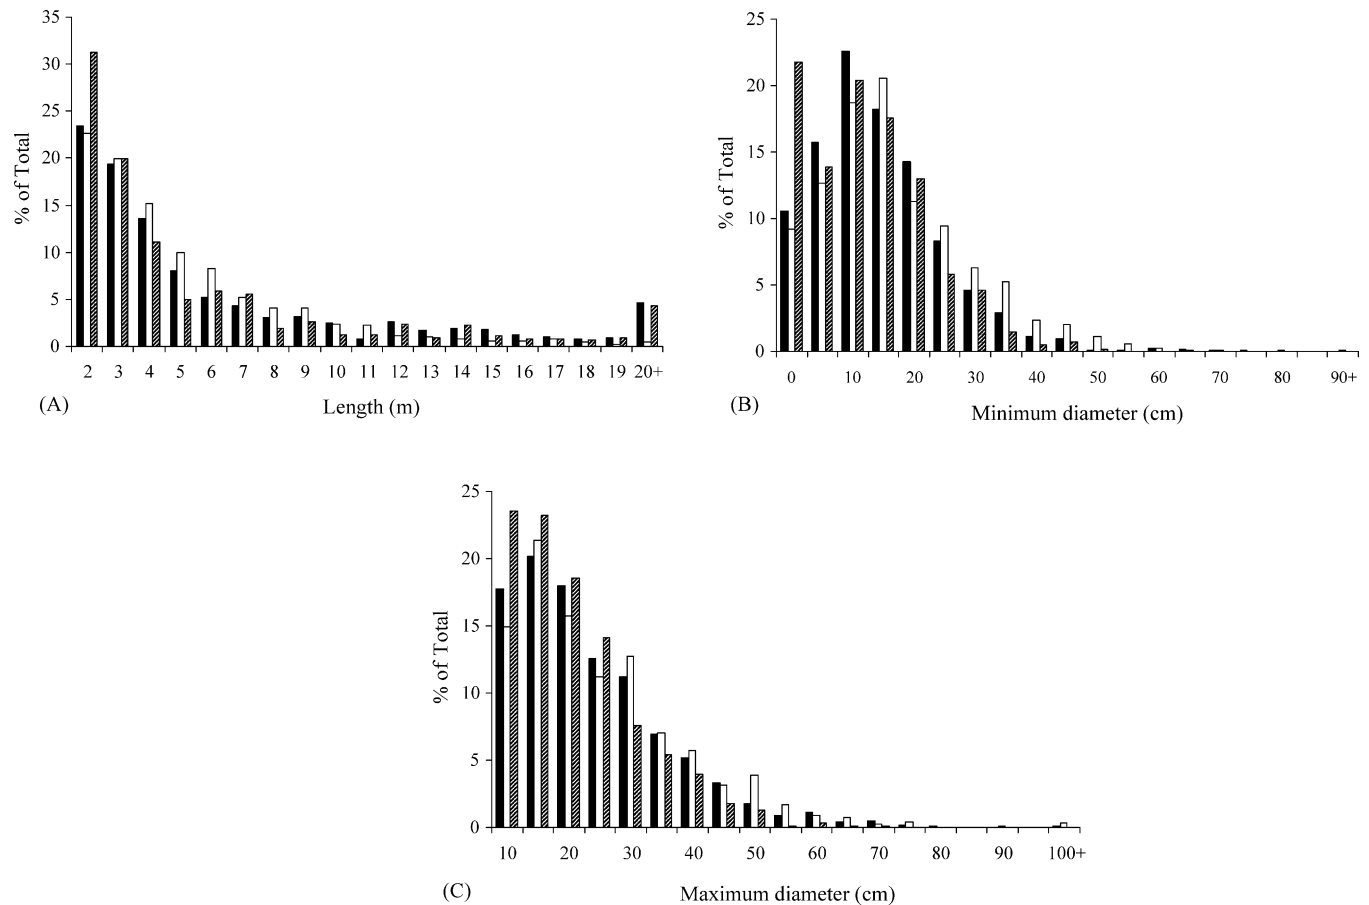 35
30
25
20
15
10
5
0
% of Total
2 3 4 5 6 7 8 9 10 11 12 13 14 15 16 17 18 19 20+
(A) Length (m)
25
20
15
10
5
0
% of Total
0 10 20 30 40 50 60 70 80 90+
(B) Minimum diameter (cm)
25
20
15
10
5
0
% of Total
10 20 30 40 50 60 70 80 90 100+
(C) Maximum diameter (cm)